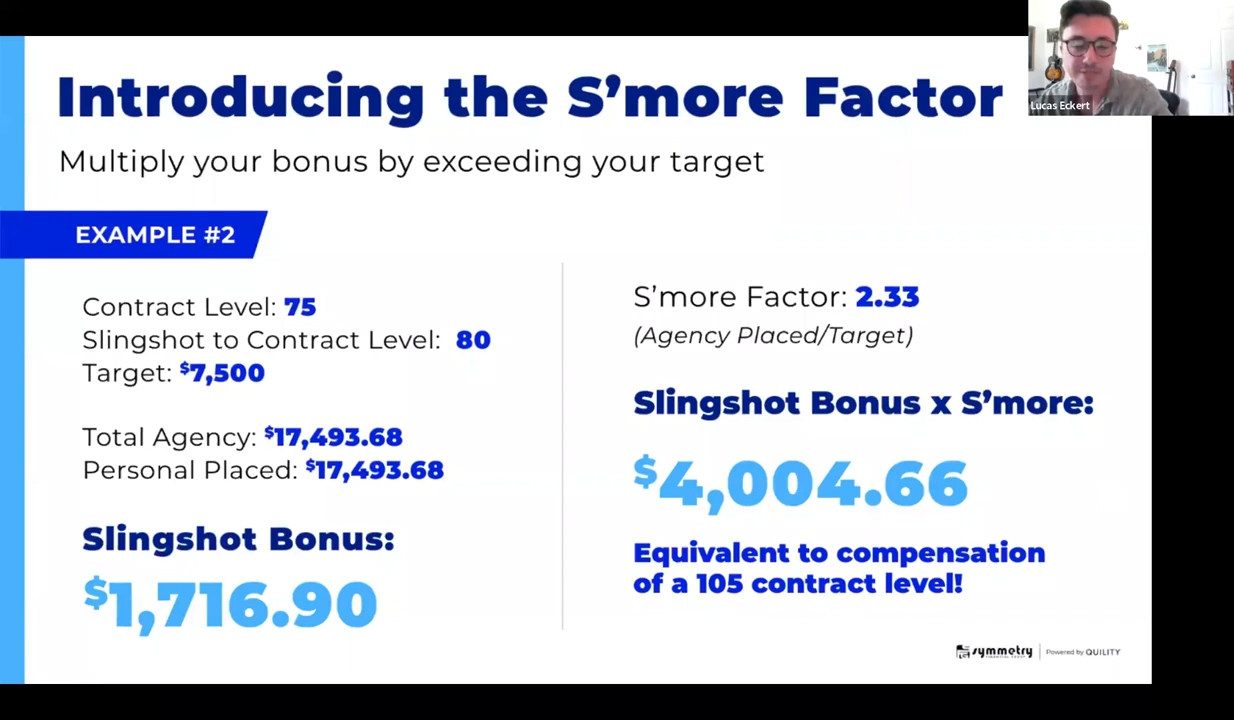 Introducing the S’more Factor
Lucas Eckert
Multiply your bonus by exceeding your target
EXAMPLE #2
Contract Level: 75
Slingshot to Contract Level: 80
Target: $7,500
Total Agency: $17,493.68
Personal Placed: $17,493.68
Slingshot Bonus:
$1,716.90
S’more Factor: 2.33
(Agency Placed/Target)
Slingshot Bonus x S’more:
$4,004.66
Equivalent to compensation
of a 105 contract level!
symmetry
FINANCIAL GROUP
Powered by QUILITY